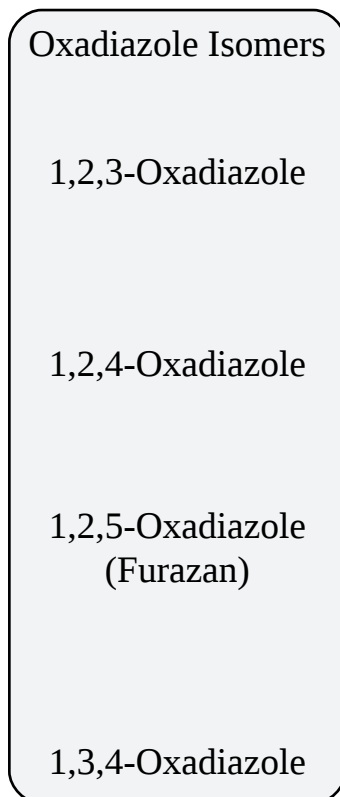 Oxadiazole Isomers
1,2,3-Oxadiazole
1,2,4-Oxadiazole
1,2,5-Oxadiazole
(Furazan)
1,3,4-Oxadiazole